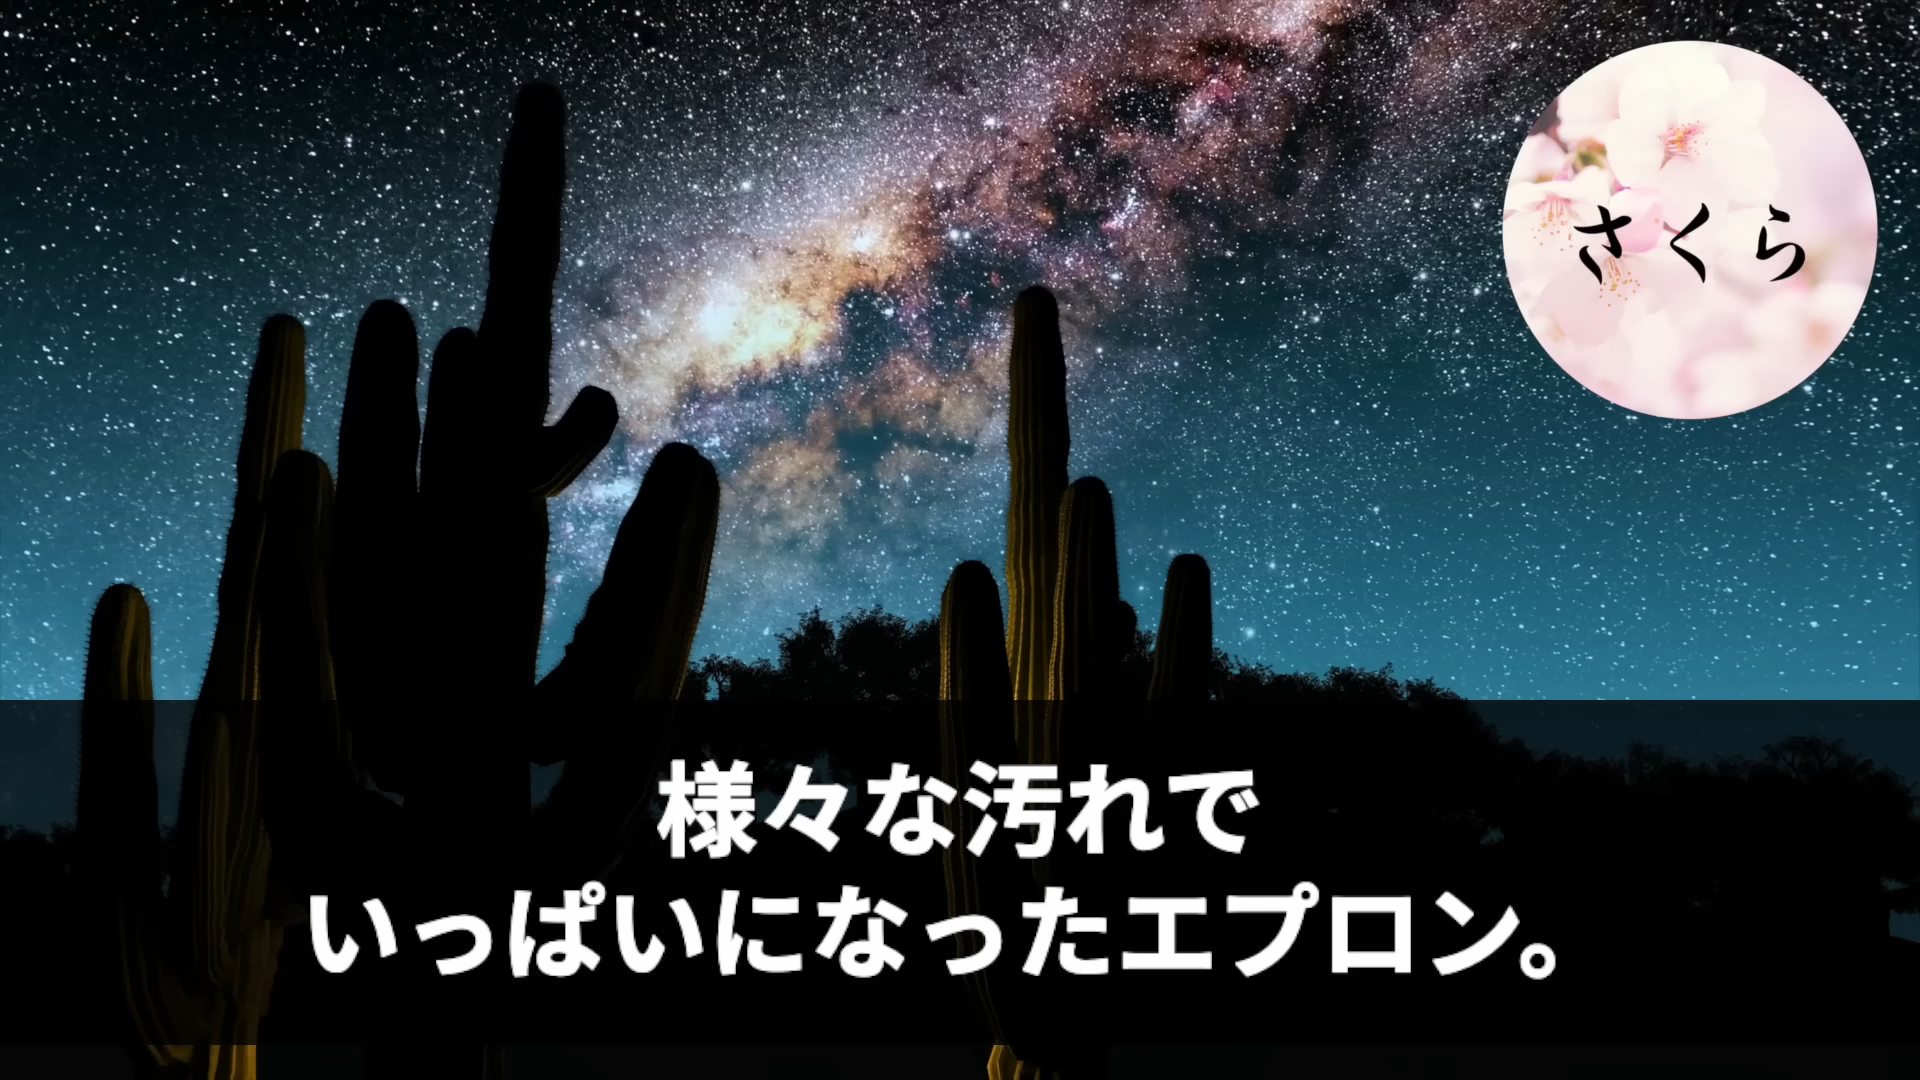 さくら
様々な汚れで
いっぱいになったエプロン。